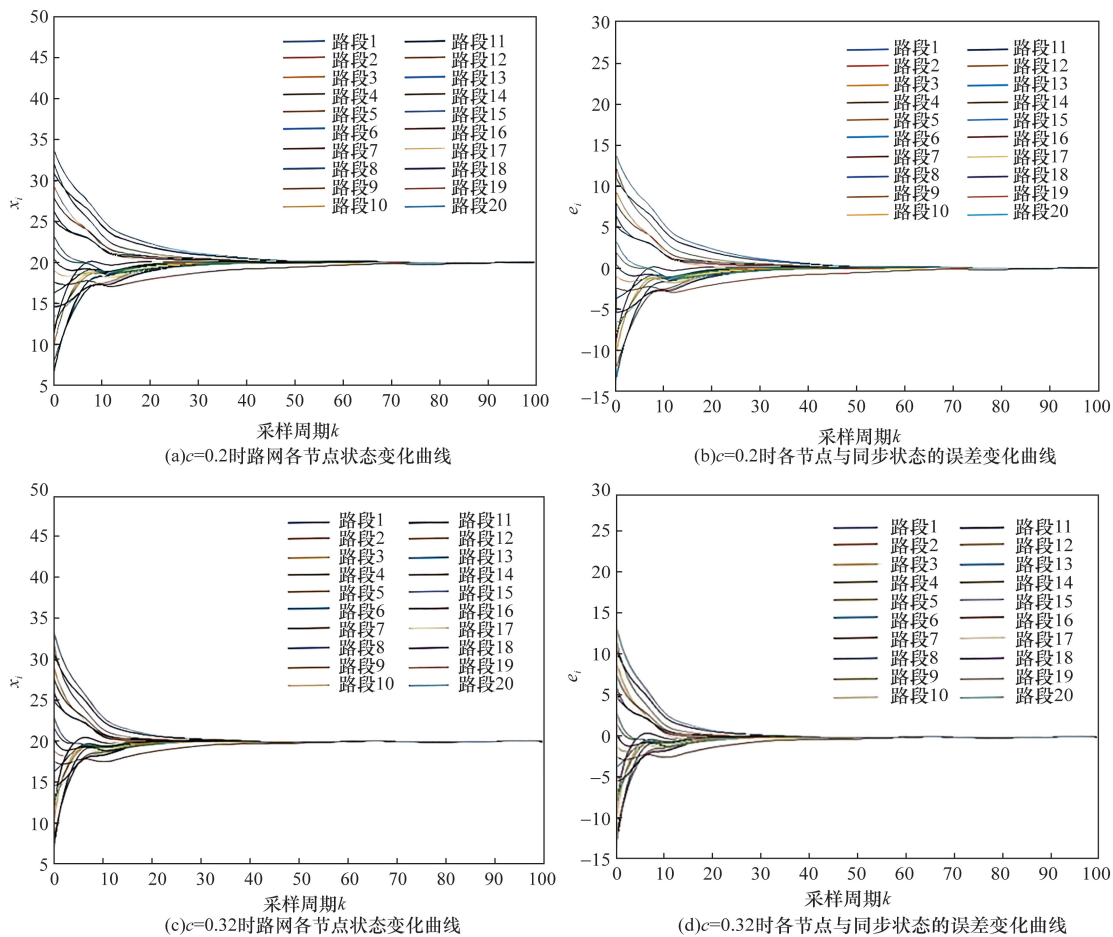 50
45
40
35
30
25
20
15
10
5
x_i
路段1 路段11
路段2 路段12
路段3 路段13
路段4 路段14
路段5 路段15
路段6 路段16
路段7 路段17
路段8 路段18
路段9 路段19
路段10 路段20
0 10 20 30 40 50 60 70 80 90 100
采样周期k
(a)c=0.2时路网各节点状态变化曲线
30
25
20
15
10
5
0
−5
−10
−15
e_i
路段1 路段11
路段2 路段12
路段3 路段13
路段4 路段14
路段5 路段15
路段6 路段16
路段7 路段17
路段8 路段18
路段9 路段19
路段10 路段20
0 10 20 30 40 50 60 70 80 90 100
采样周期k
(b)c=0.2时各节点与同步状态的误差变化曲线
50
45
40
35
30
25
20
15
10
5
x_i
路段1 路段11
路段2 路段12
路段3 路段13
路段4 路段14
路段5 路段15
路段6 路段16
路段7 路段17
路段8 路段18
路段9 路段19
路段10 路段20
0 10 20 30 40 50 60 70 80 90 100
采样周期k
(c)c=0.32时路网各节点状态变化曲线
30
25
20
15
10
5
0
−5
−10
−15
e_i
路段1 路段11
路段2 路段12
路段3 路段13
路段4 路段14
路段5 路段15
路段6 路段16
路段7 路段17
路段8 路段18
路段9 路段19
路段10 路段20
0 10 20 30 40 50 60 70 80 90 100
采样周期k
(d)c=0.32时各节点与同步状态的误差变化曲线